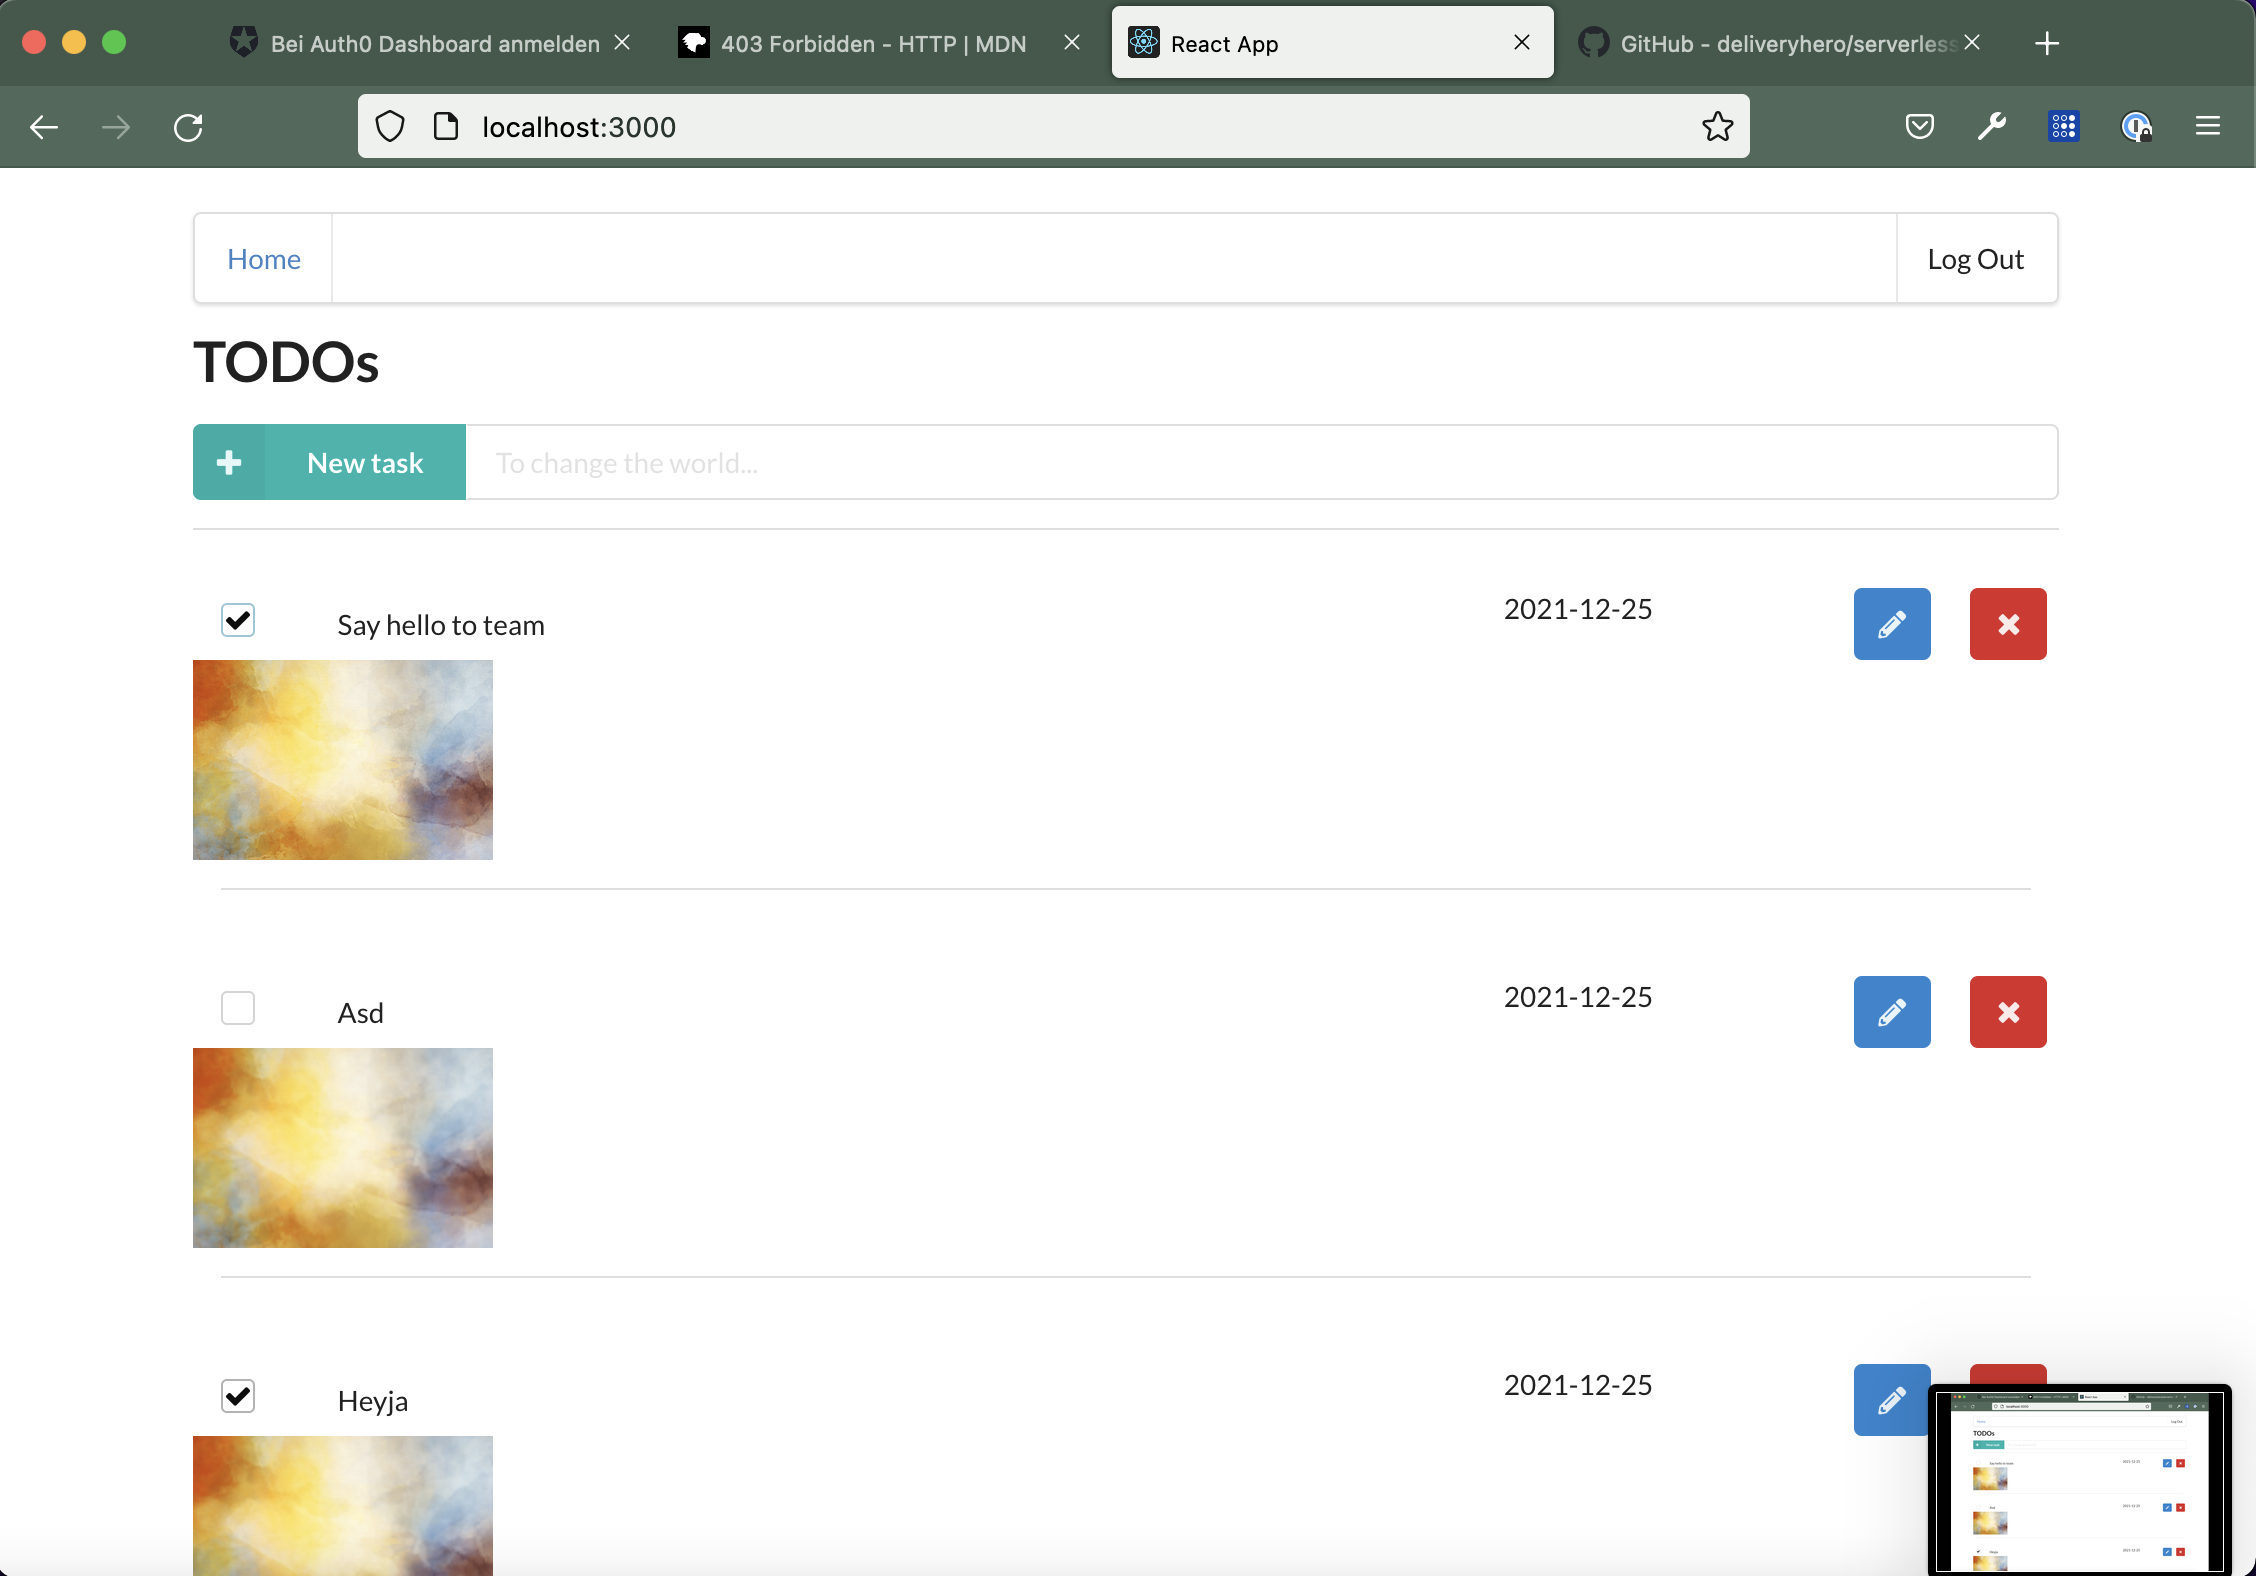 Bei Auth0 Dashboard anmelden
403 Forbidden - HTTP | MDN
React App
GitHub - deliveryhero/serverless
localhost:3000
Home
Log Out
TODOs
New task
To change the world...
Say hello to team
2021-12-25
Asd
2021-12-25
Heyja
2021-12-25
TODOs